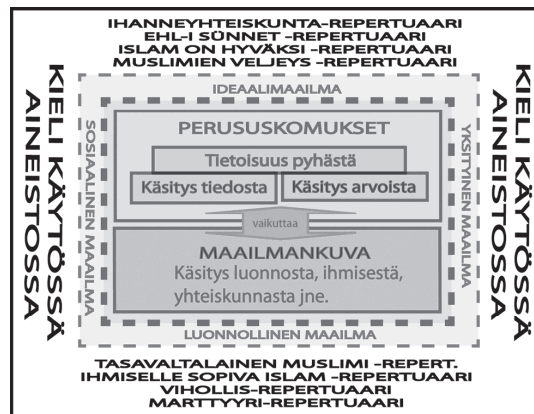 IHANNEYHTEISKUNTA-REPERTUAARI
EHL-I SÜNNET -REPERTUAARI
ISLAM ON HYVÄKSI -REPERTUAARI
MUSLIMIEN VELJEYS -REPERTUAARI
KIELI KÄYTÖSSÄ
AINEISTOSSA
IDEAALIMAAILMA
SOSIAALINEN MAAILMA
PERUSUSKOMUKSET
Tietoisuus pyhästä
Käsitys tiedosta
Käsitys arvoista
vaikuttaa
MAAILMANKUVA
Käsitys luonnosta, ihmisestä,
yhteiskunnasta jne.
YKSITYINEN MAAILMA
LUONNOLLINEN MAAILMA
KIELI KÄYTÖSSÄ
AINEISTOSSA
TASAVALTALAINEN MUSLIMI -REPERT.
IHMISELLE SOPIVA ISLAM -REPERTUAARI
VIHOLLIS-REPERTUAARI
MARTTYYRI-REPERTUAARI